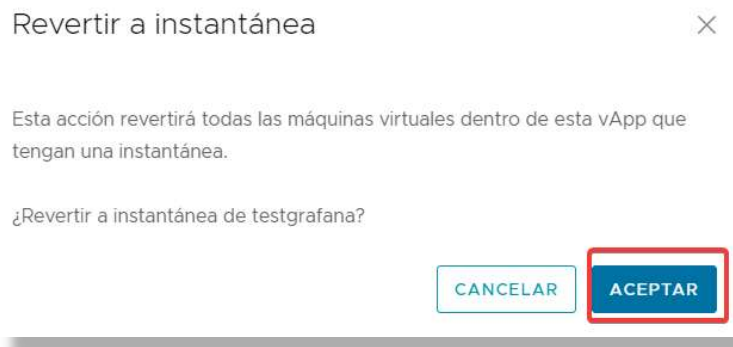 Revertir a instantánea
Esta acción revertirá todas las máquinas virtuales dentro de esta vApp que
tengan una instantánea.
¿Revertir a instantánea de testgrafana?
CANCELAR
ACEPTAR